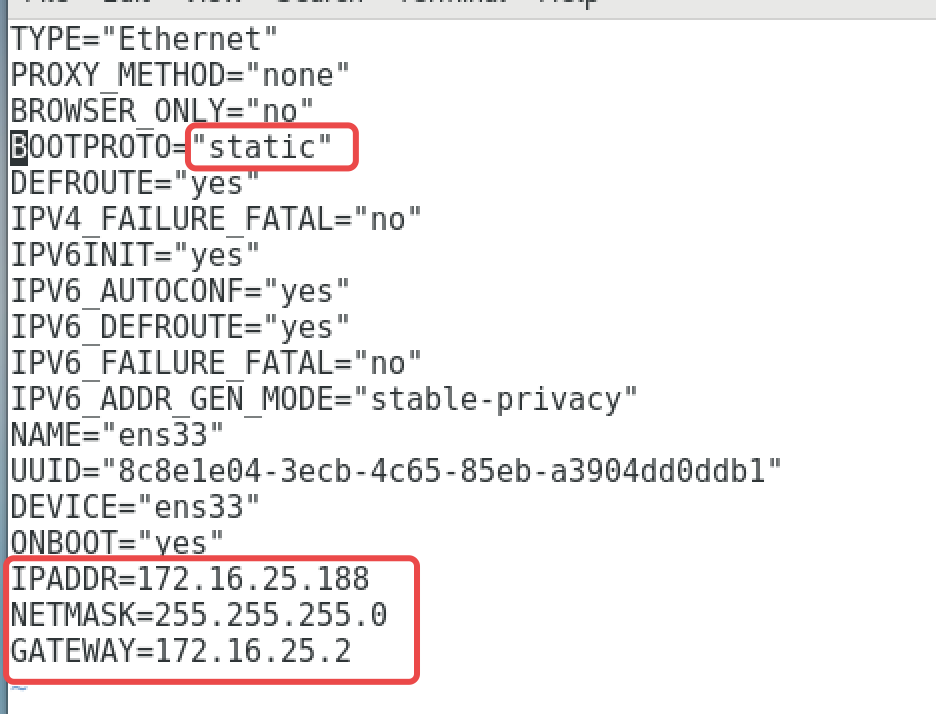 TYPE="Ethernet"
PROXY_METHOD="none"
BROWSER_ONLY="no"
BOOTPROTO="static"
DEFROUTE="yes"
IPV4_FAILURE_FATAL="no"
IPV6INIT="yes"
IPV6_AUTOCONF="yes"
IPV6_DEFROUTE="yes"
IPV6_FAILURE_FATAL="no"
IPV6_ADDR_GEN_MODE="stable-privacy"
NAME="ens33"
UUID="8c8e1e04-3ecb-4c65-85eb-a3904dd0ddb1"
DEVICE="ens33"
ONBOOT="yes"
IPADDR=172.16.25.188
NETMASK=255.255.255.0
GATEWAY=172.16.25.2
~